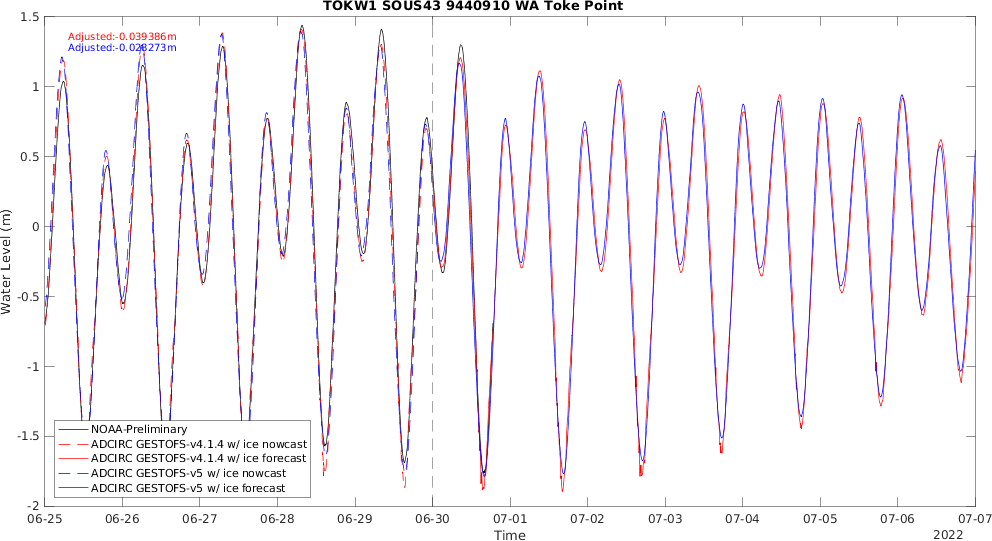 TOKW1 SOUS43 9440910 WA Toke Point
Adjusted:-0.039386m
Adjusted:-0.028273m
Water Level (m)
1.5
1
0.5
0
-0.5
-1
-1.5
-2
NOAA-Preliminary
ADCIRC GESTOFS-v4.1.4 w/ ice nowcast
ADCIRC GESTOFS-v4.1.4 w/ ice forecast
ADCIRC GESTOFS-v5 w/ ice nowcast
ADCIRC GESTOFS-v5 w/ ice forecast
06-25 06-26 06-27 06-28 06-29 06-30 07-01 07-02 07-03 07-04 07-05 07-06 07-07
Time
2022